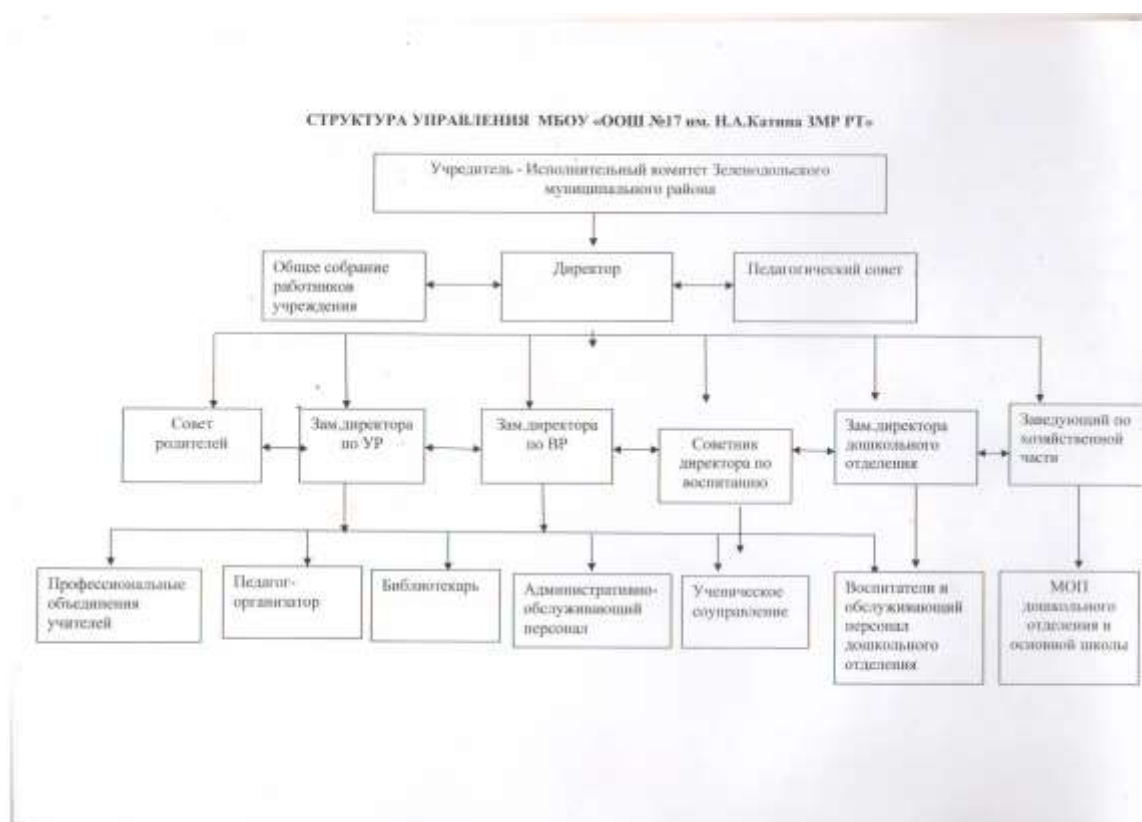 СТРУКТУРА УПРАВЛЕНИЯ МБОУ «ООШ №17 им. Н.А.Катина ЗМР РТ»
Учредитель - Исполнительный комитет Зеленодольского
муниципального района
Общее собрание
работников
учреждения
Директор
Педагогический совет
Совет
родителей
Зам.директора
по УР
Зам.директора
по ВР
Советник
директора по
воспитанию
Зам.директора
дошкольного
отделения
Заведующий по
хозяйственной
части
Профессиональные
объединения
учителей
Педагог-
организатор
Библиотекарь
Административно-
обслуживающий
персонал
Ученическое
соуправление
Воспитатели и
обслуживающий
персонал
дошкольного
отделения
МОП
дошкольного
отделения и
основной школы